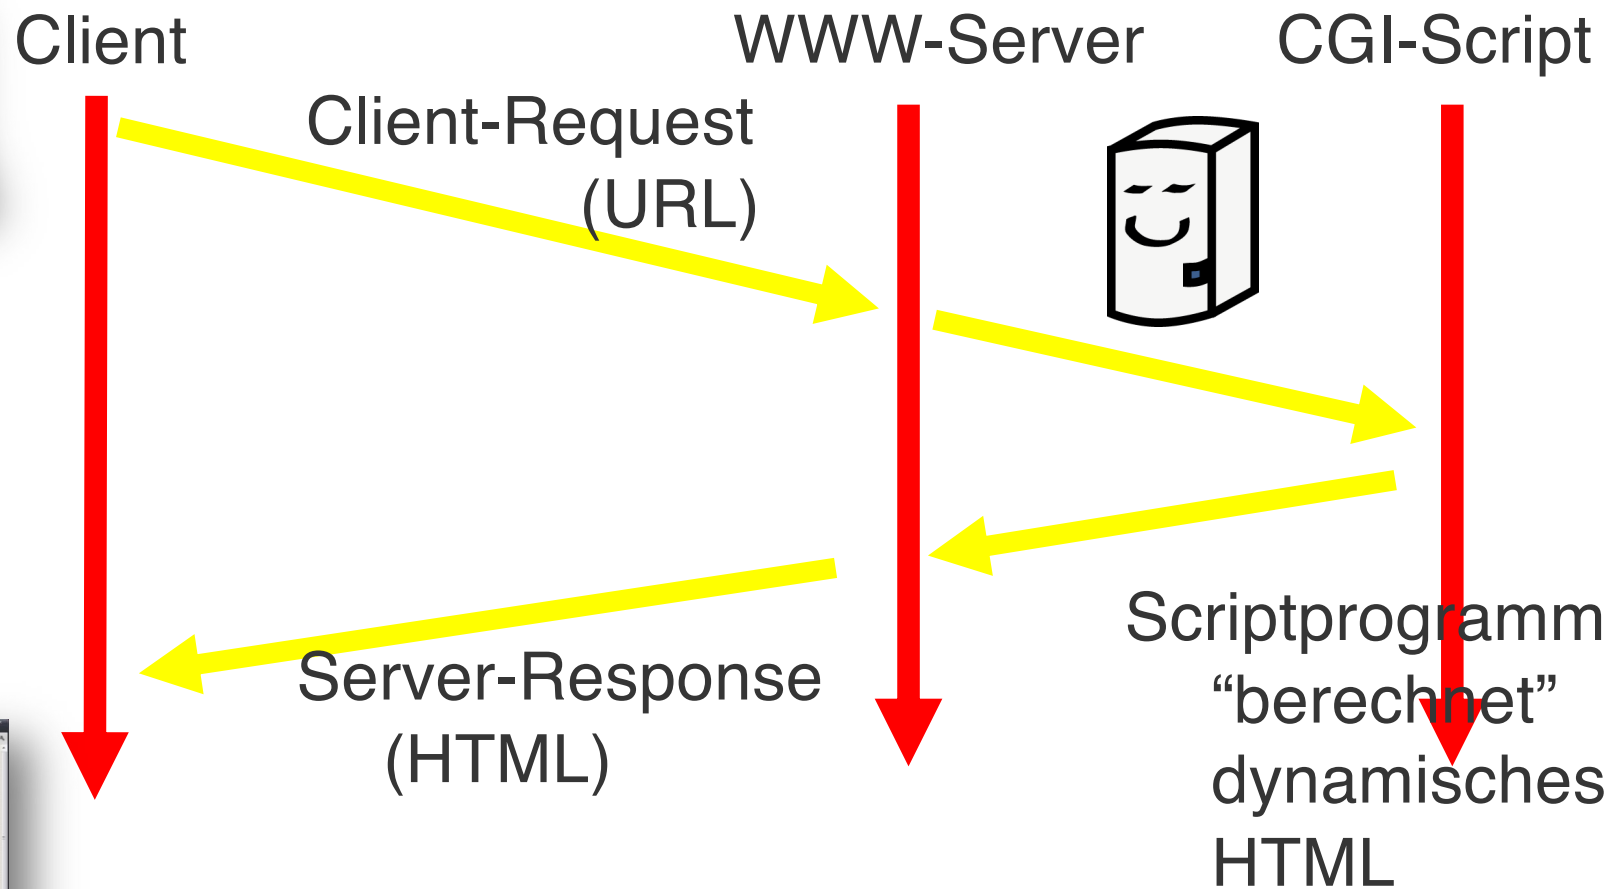 Client
WWW-Server
CGI-Script
Client-Request
(URL)
Server-Response
(HTML)
Scriptprogramm
“berechnet”
dynamisches
HTML